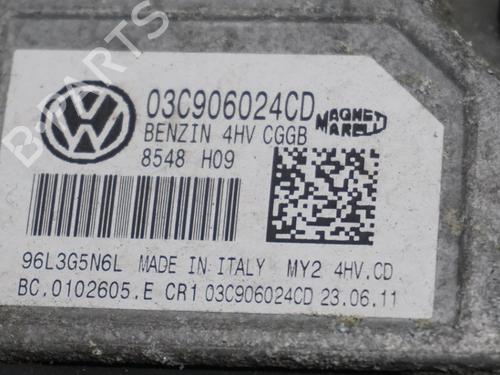 03C906024CD
BENZIN 4HV CGGB
MAGNETI MARELLI
8548 H09
96L3G5N6L MADE IN ITALY MY2 4HV.CD
BC.0102605.E CR1 03C906024CD 23.06.11
B-PARTS